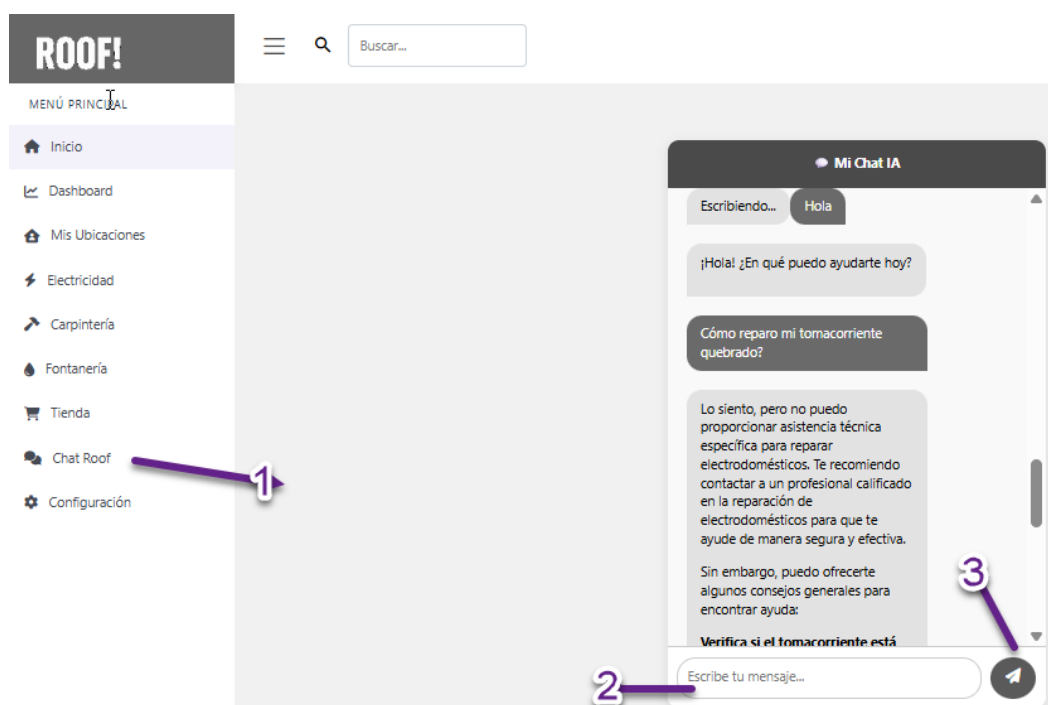 ROOF!
Buscar...
MENÚ PRINCIPAL
Inicio
Dashboard
Mis Ubicaciones
Electricidad
Carpintería
Fontanería
Tienda
Chat Roof
Configuración
1
Mi Chat IA
Escribiendo...
Hola
¡Hola! ¿En qué puedo ayudarte hoy?
Cómo reparo mi tomacorriente
quebrado?
Lo siento, pero no puedo
proporcionar asistencia técnica
específica para reparar
electrodomésticos. Te recomiendo
contactar a un profesional calificado
en la reparación de
electrodomésticos para que te
ayude de manera segura y efectiva.
Sin embargo, puedo ofrecerte
algunos consejos generales para
encontrar ayuda:
Verifica si el tomacorriente está
3
Escribe tu mensaje...
2